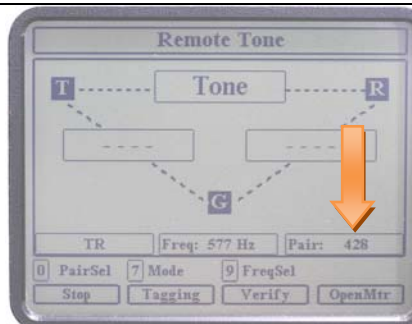 Remote Tone
T Tone R
---- ----
G
TR Freq: 577 Hz Pair: 428
0 PairSel 7 Mode 9 FreqSel
Stop Tagging Verify OpenMtr